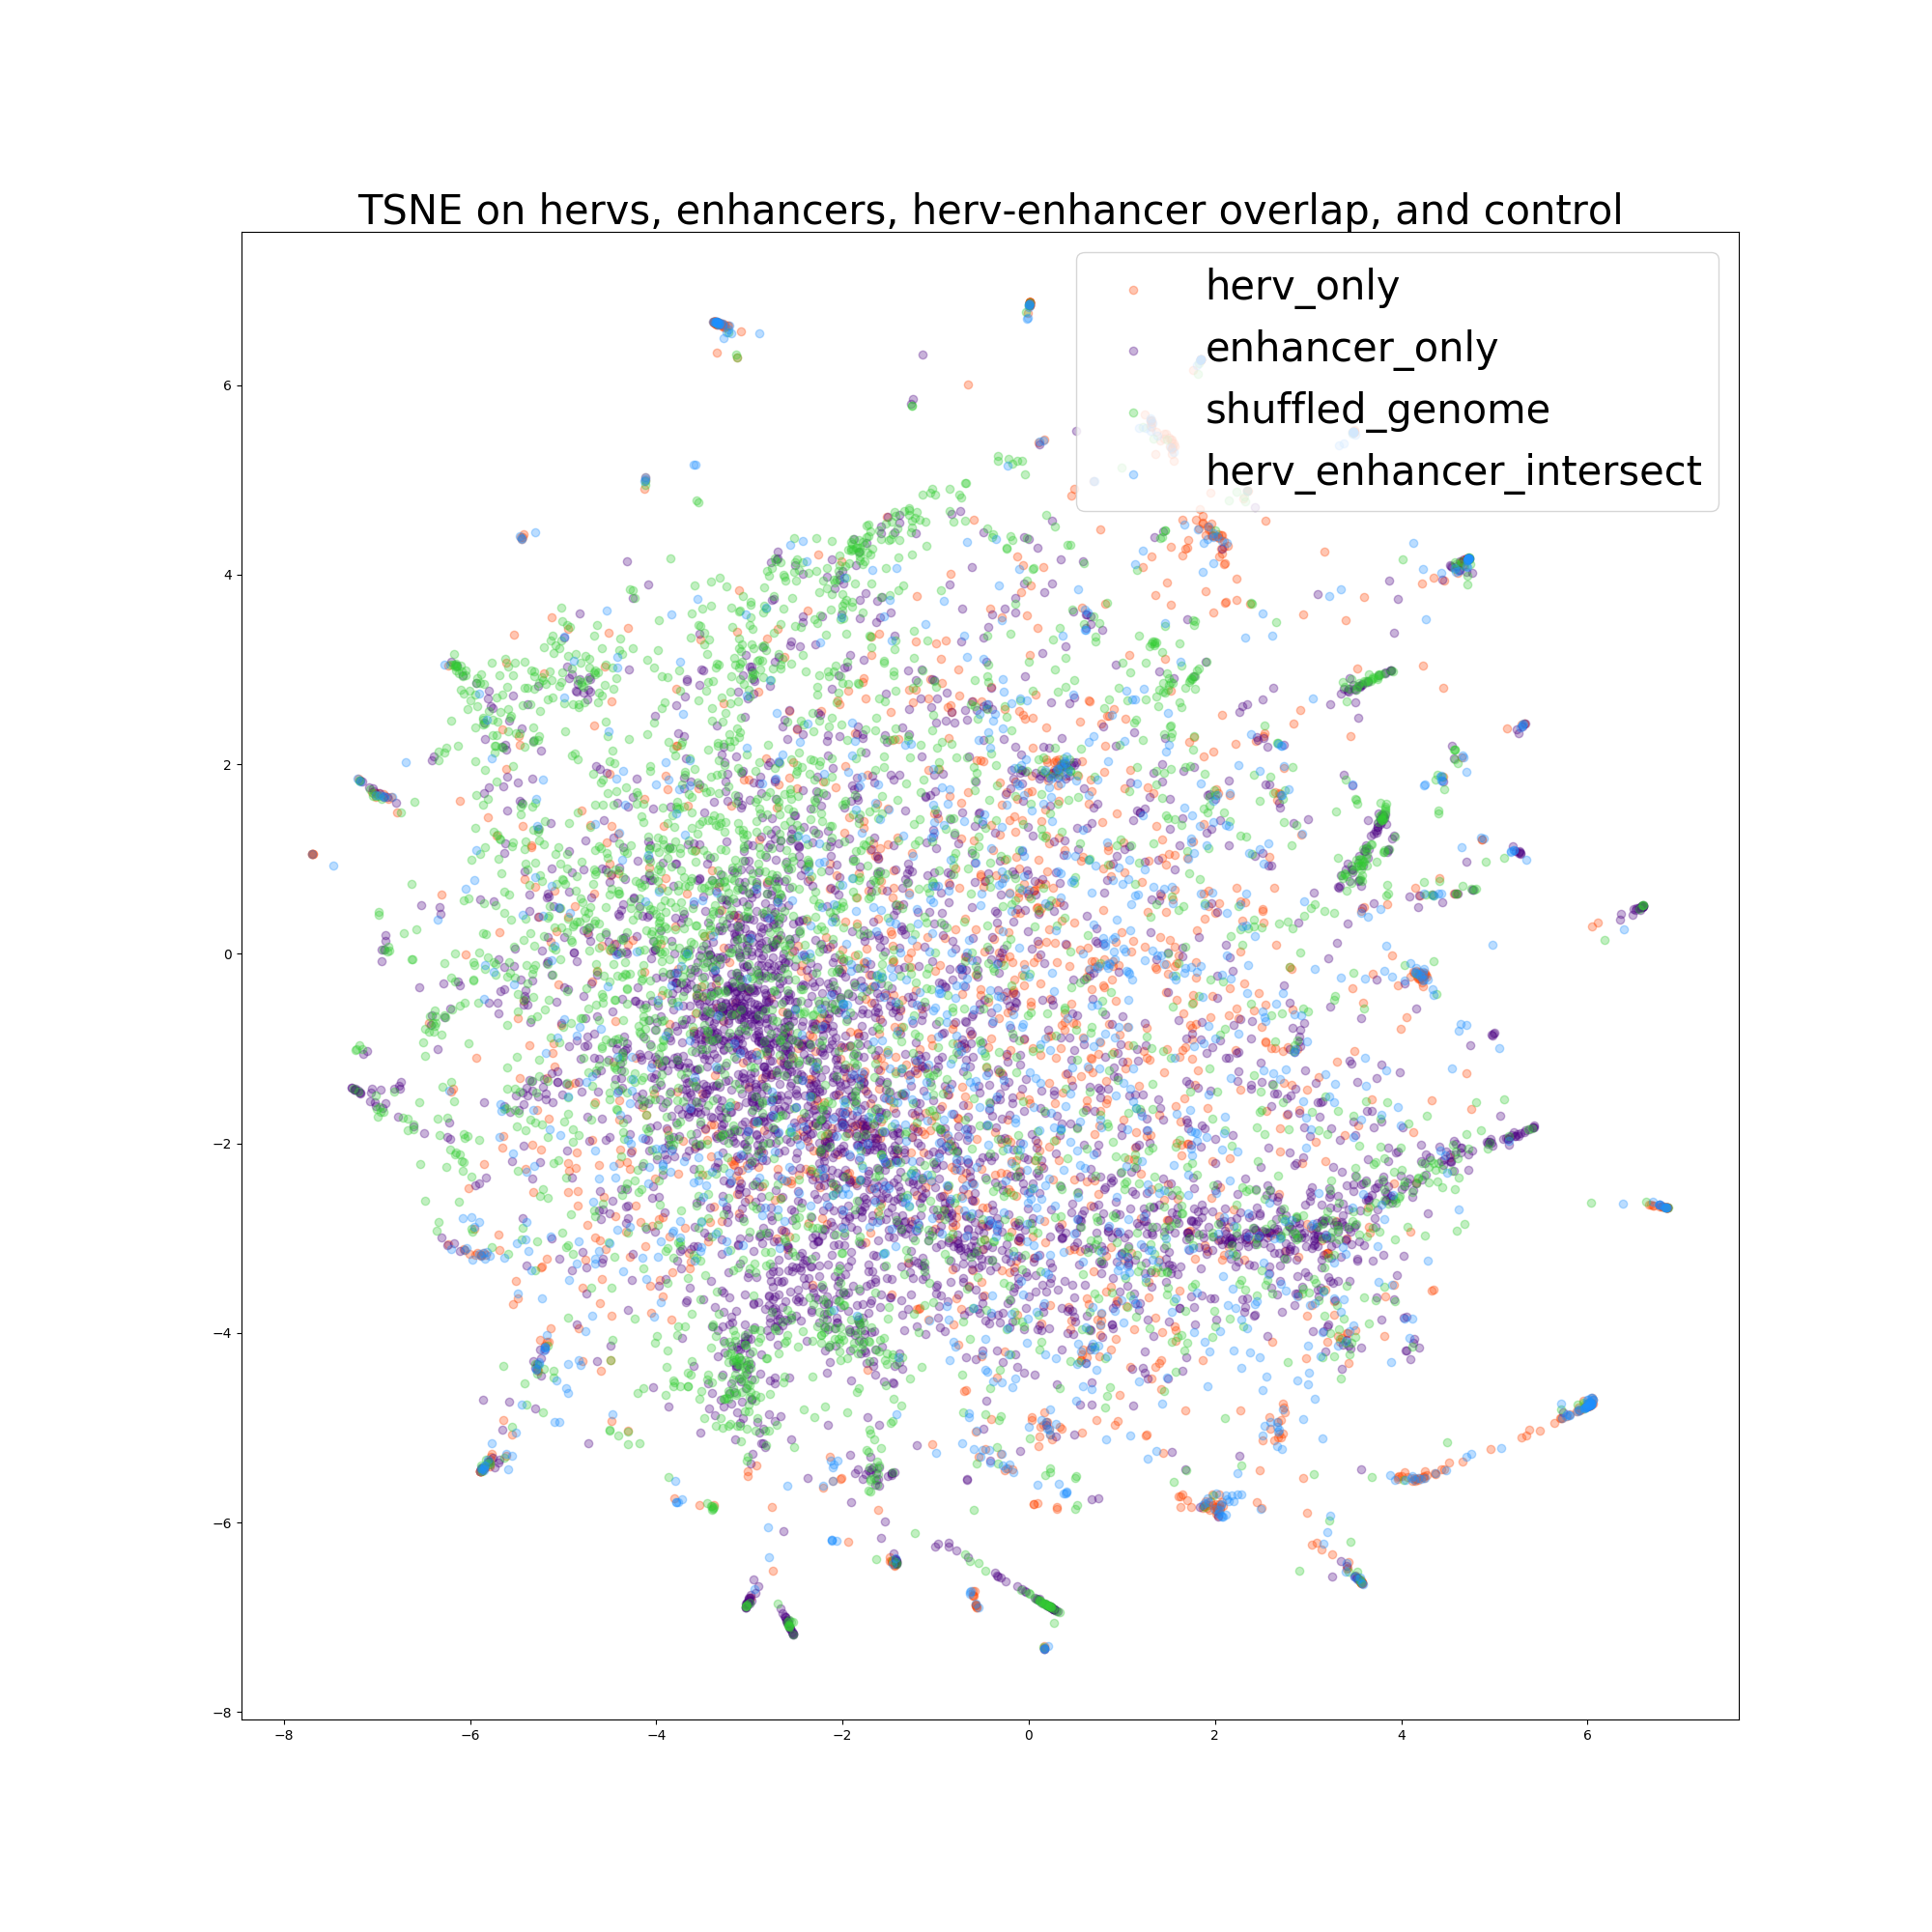 TSNE on hervs, enhancers, herv-enhancer overlap, and control
herv_only
enhancer_only
shuffled_genome
herv_enhancer_intersect
6
4
2
0
−2
−4
−6
−8
−8 −6 −4 −2 0 2 4 6